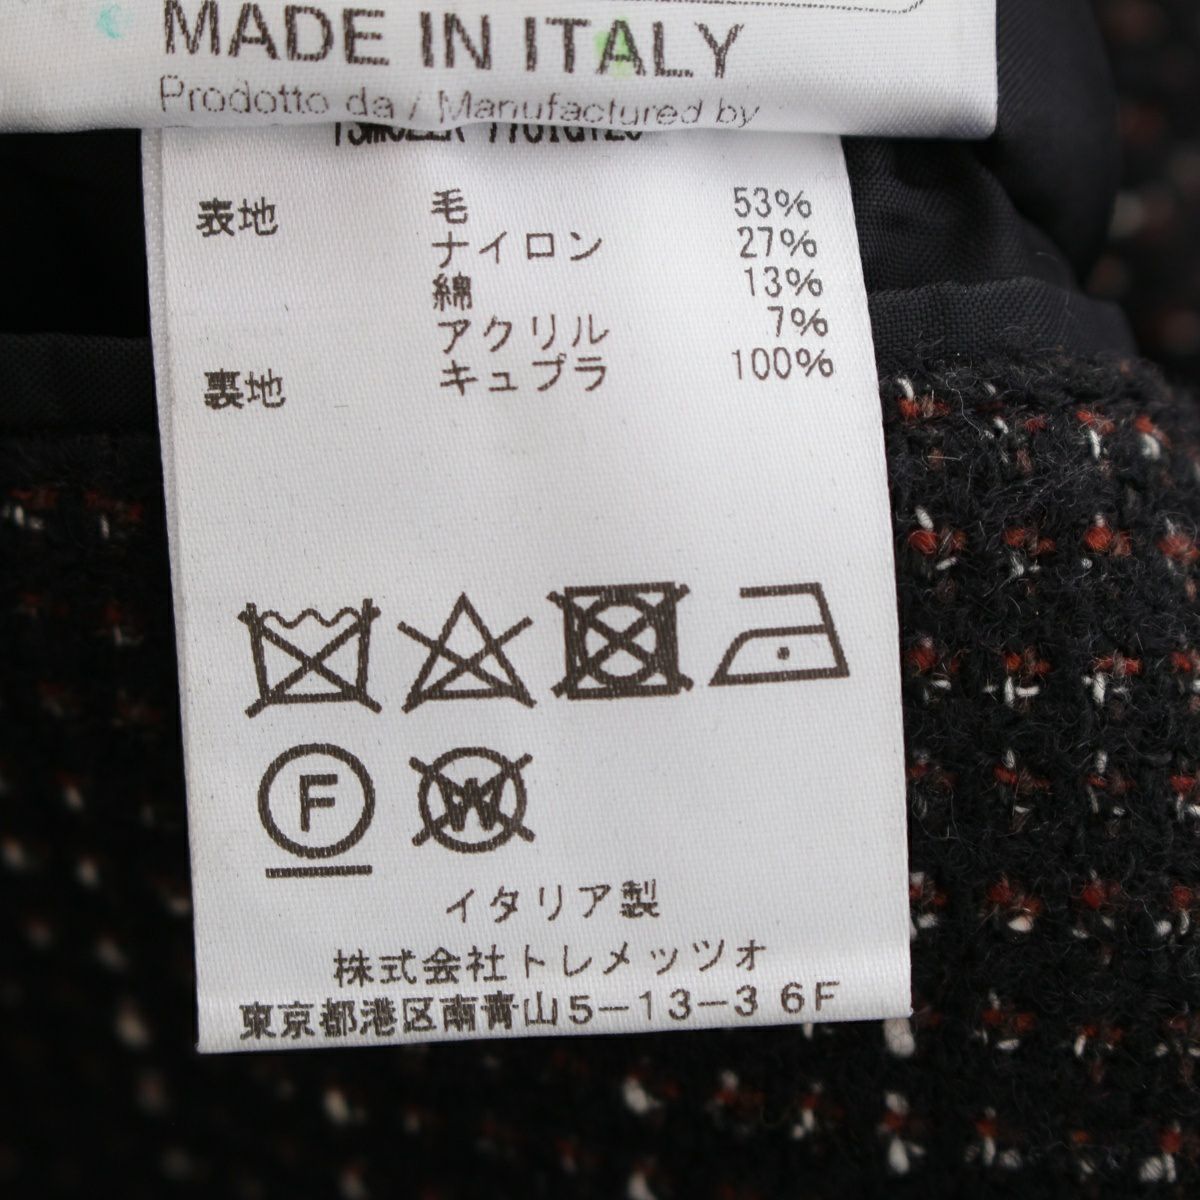 MADE IN ITALY
Prodotto da / Manufactured by
表地 毛 53%
ナイロン 27%
綿 13%
アクリル 7%
裏地 キュプラ 100%
F W
イタリア製
株式会社トレメッツォ
東京都港区南青山5-13-3 6F